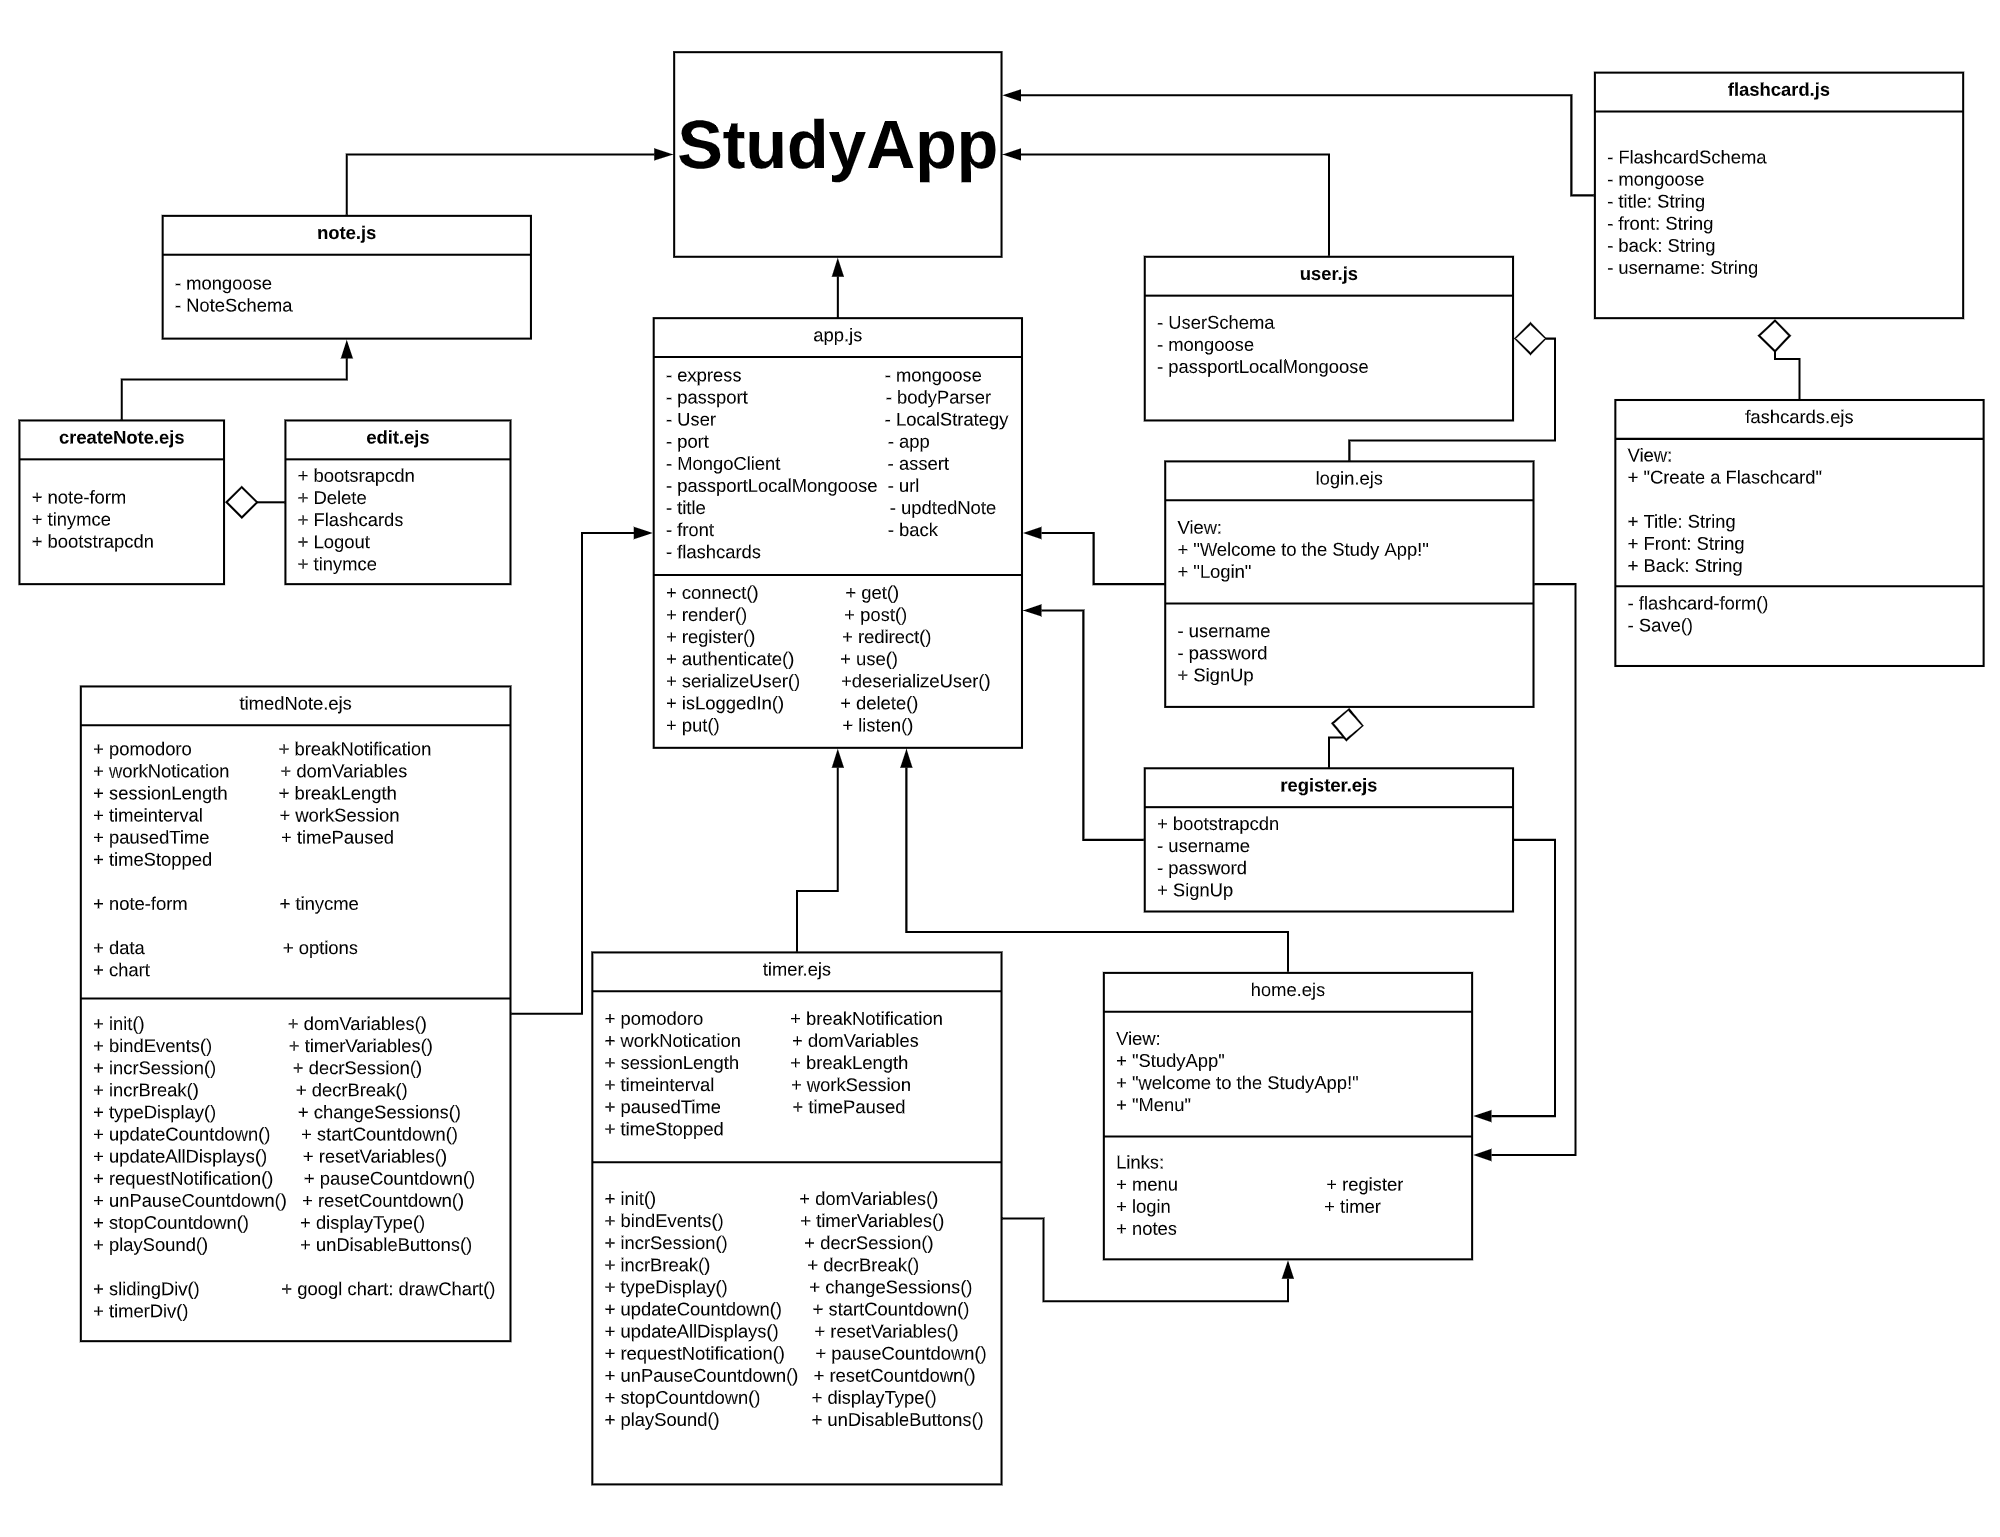 StudyApp
flashcard.js
- FlashcardSchema
- mongoose
- title: String
- front: String
- back: String
- username: String
note.js
- mongoose
- NoteSchema
user.js
- UserSchema
- mongoose
- passportLocalMongoose
app.js
- express - mongoose
- passport - bodyParser
- User - LocalStrategy
- port - app
- MongoClient - assert
- passportLocalMongoose - url
- title - updtedNote
- front - back
- flashcards
+ connect() + get()
+ render() + post()
+ register() + redirect()
+ authenticate() + use()
+ serializeUser() +deserializeUser()
+ isLoggedIn() + delete()
+ put() + listen()
createNote.ejs
+ note-form
+ tinymce
+ bootstrapcdn
edit.ejs
+ bootsrapcdn
+ Delete
+ Flashcards
+ Logout
+ tinymce
fashcards.ejs
View:
+ "Create a Flaschcard"
+ Title: String
+ Front: String
+ Back: String
- flashcard-form()
- Save()
login.ejs
View:
+ "Welcome to the Study App!"
+ "Login"
- username
- password
+ SignUp
register.ejs
+ bootstrapcdn
- username
- password
+ SignUp
timedNote.ejs
+ pomodoro + breakNotification
+ workNotication + domVariables
+ sessionLength + breakLength
+ timeinterval + workSession
+ pausedTime + timePaused
+ timeStopped
+ note-form + tinycme
+ data + options
+ chart
+ init() + domVariables()
+ bindEvents() + timerVariables()
+ incrSession() + decrSession()
+ incrBreak() + decrBreak()
+ typeDisplay() + changeSessions()
+ updateCountdown() + startCountdown()
+ updateAllDisplays() + resetVariables()
+ requestNotification() + pauseCountdown()
+ unPauseCountdown() + resetCountdown()
+ stopCountdown() + displayType()
+ playSound() + unDisableButtons()
+ slidingDiv() + googl chart: drawChart()
+ timerDiv()
timer.ejs
+ pomodoro + breakNotification
+ workNotication + domVariables
+ sessionLength + breakLength
+ timeinterval + workSession
+ pausedTime + timePaused
+ timeStopped
+ init() + domVariables()
+ bindEvents() + timerVariables()
+ incrSession() + decrSession()
+ incrBreak() + decrBreak()
+ typeDisplay() + changeSessions()
+ updateCountdown() + startCountdown()
+ updateAllDisplays() + resetVariables()
+ requestNotification() + pauseCountdown()
+ unPauseCountdown() + resetCountdown()
+ stopCountdown() + displayType()
+ playSound() + unDisableButtons()
home.ejs
View:
+ "StudyApp"
+ "welcome to the StudyApp!"
+ "Menu"
Links:
+ menu + register
+ login + timer
+ notes